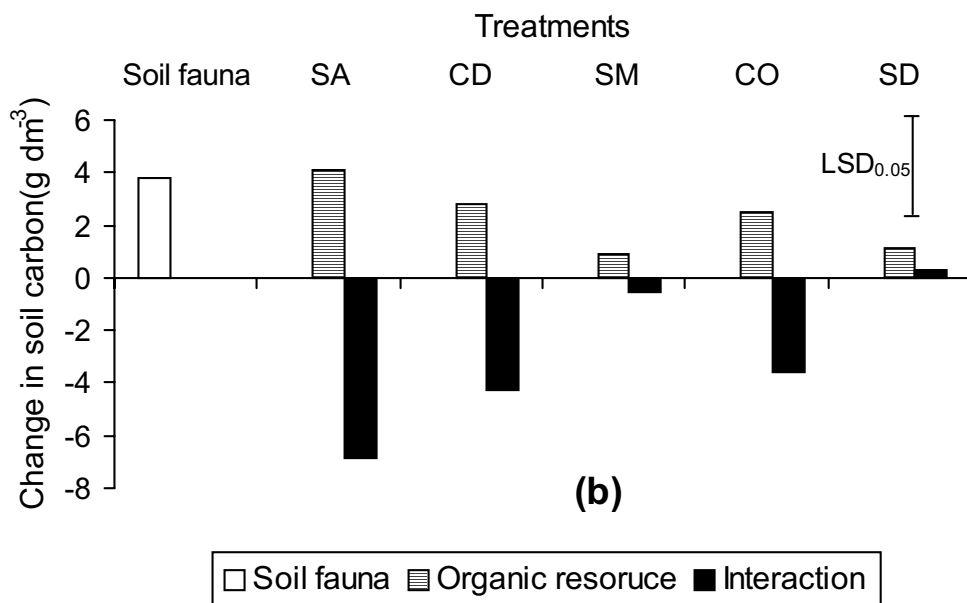 Treatments
Soil fauna SA CD SM CO SD
Change in soil carbon(g dm-3)
6
4
2
0
-2
-4
-6
-8
LSD0.05
(b)
Soil fauna Organic resoruce Interaction